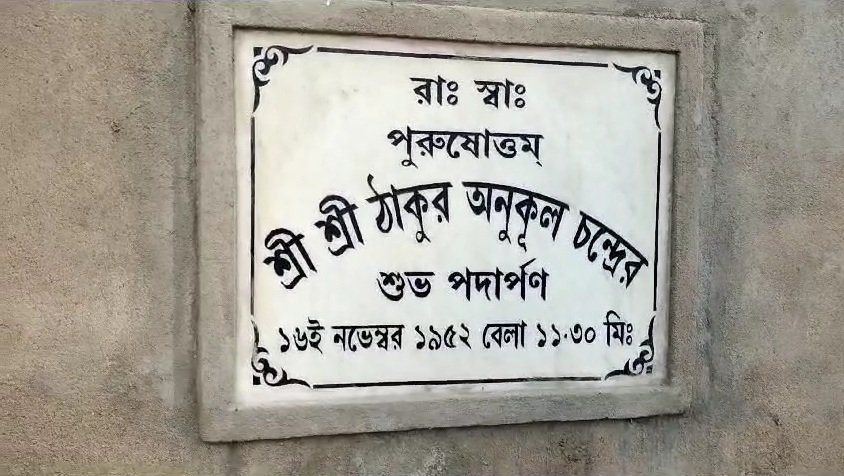 রাঃ স্বাঃ
পুরুষোত্তম্
শ্রী শ্রী ঠাকুর অনুকূল চন্দ্রের
শুভ পদার্পণ
১৬ই নভেম্বর ১৯৫২ বেলা ১১·৩০ মিঃ